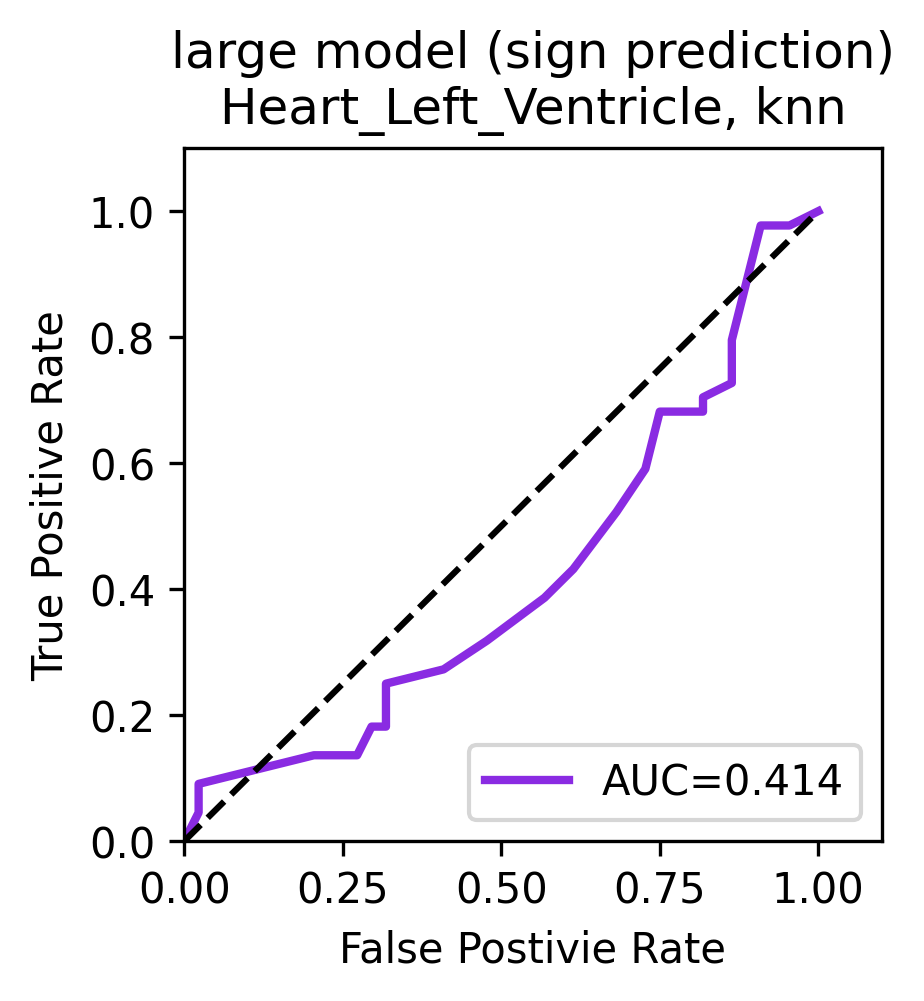 large model (sign prediction)
Heart_Left_Ventricle, knn
1.0
0.8
0.6
0.4
0.2
0.0
True Positive Rate
AUC=0.414
0.00 0.25 0.50 0.75 1.00
False Postivie Rate